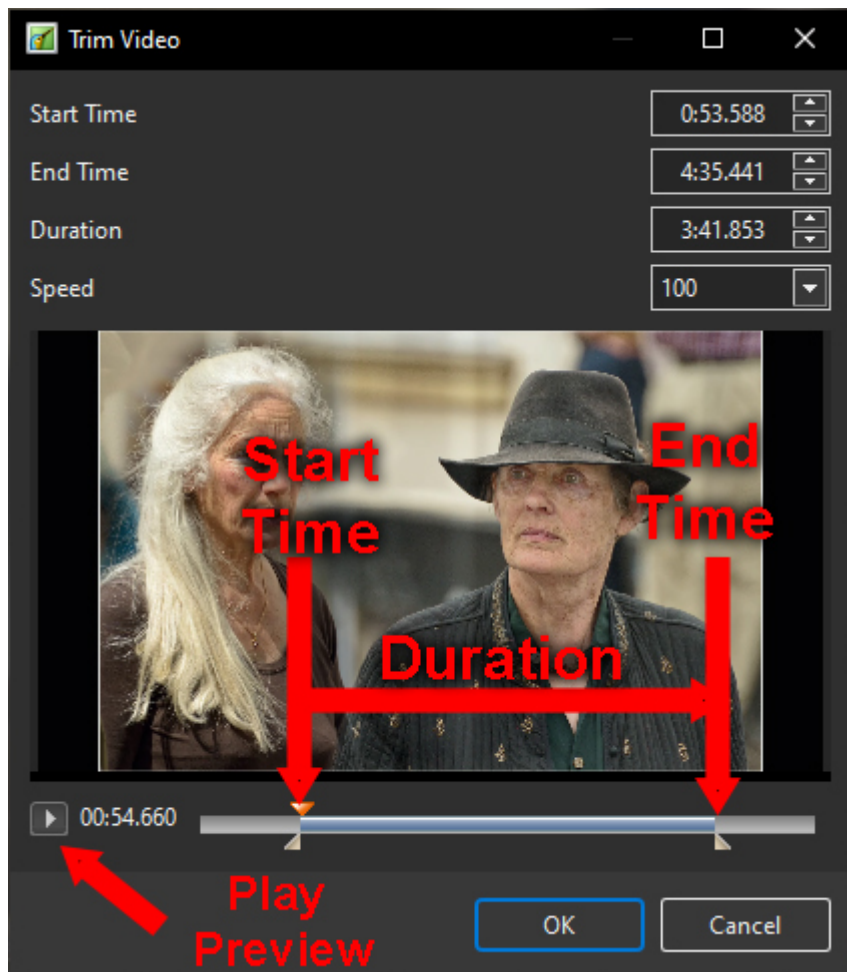 Trim Video
Start Time 0:53.588
End Time 4:35.441
Duration 3:41.853
Speed 100
Start
Time
End
Time
Duration
00:54.660
Play
Preview
OK Cancel